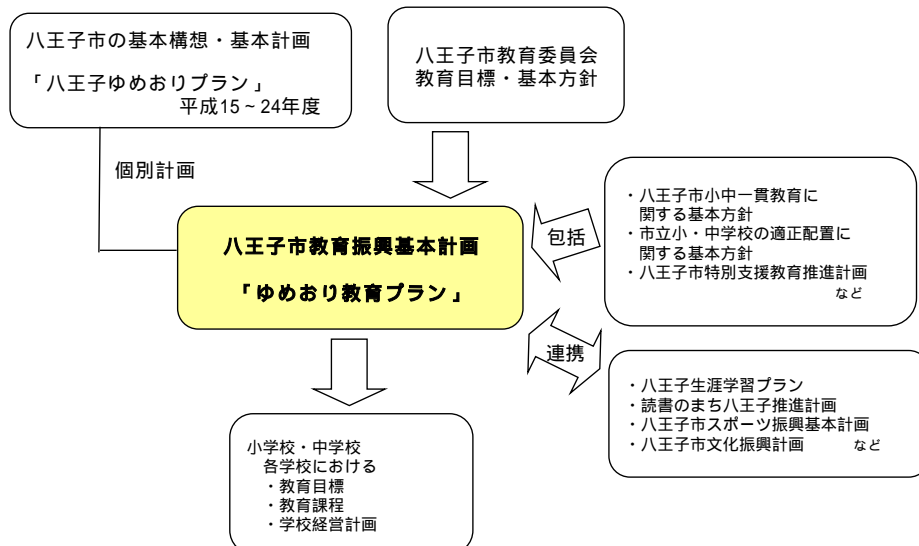 八王子市の基本構想・基本計画
「八王子ゆめおりプラン」
平成15～24年度
八王子市教育委員会
教育目標・基本方針
個別計画
八王子市教育振興基本計画
「ゆめおり教育プラン」
包括
・八王子市小中一貫教育に
関する基本方針
・市立小・中学校の適正配置に
関する基本方針
・八王子市特別支援教育推進計画
など
連携
・八王子生涯学習プラン
・読書のまち八王子推進計画
・八王子市スポーツ振興基本計画
・八王子市文化振興計画 など
小学校・中学校
各学校における
・教育目標
・教育課程
・学校経営計画